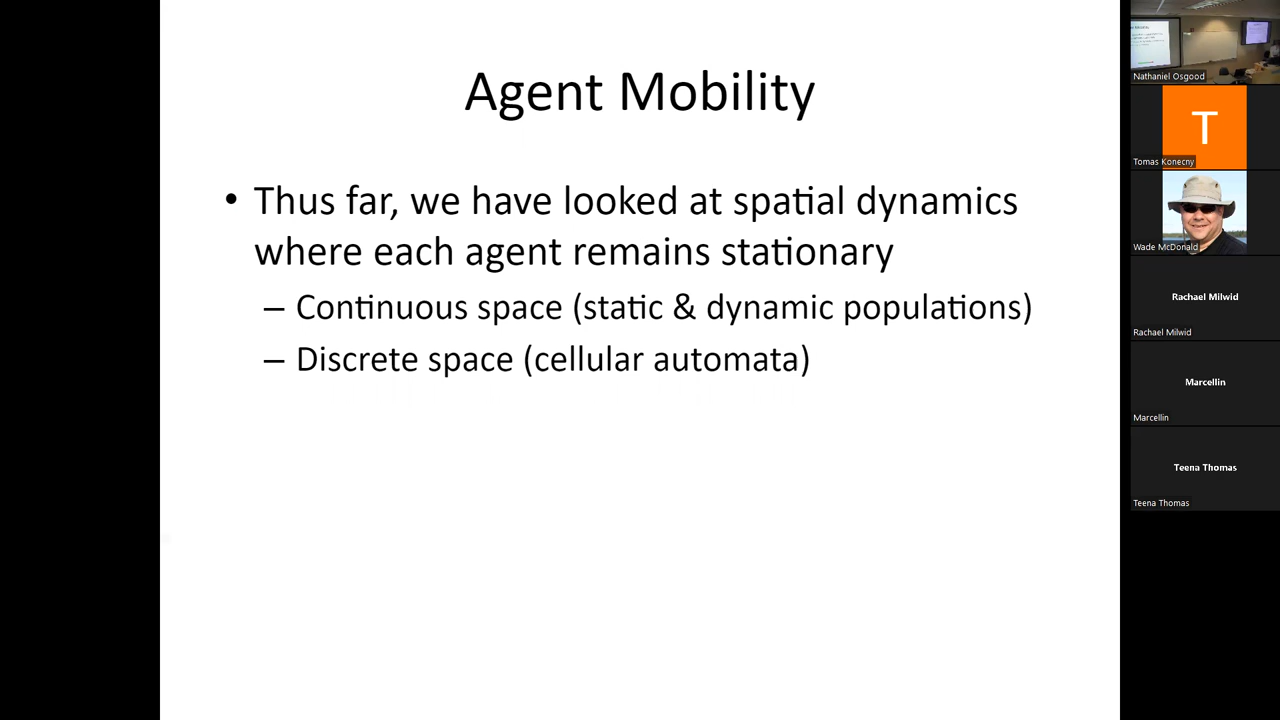 Agent Mobility
• Thus far, we have looked at spatial dynamics
where each agent remains stationary
– Continuous space (static & dynamic populations)
– Discrete space (cellular automata)
Nathaniel Osgood
T
Tomas Konecny
Wade McDonald
Rachael Milwid
Rachael Milwid
Marcellin
Marcellin
Teena Thomas
Teena Thomas